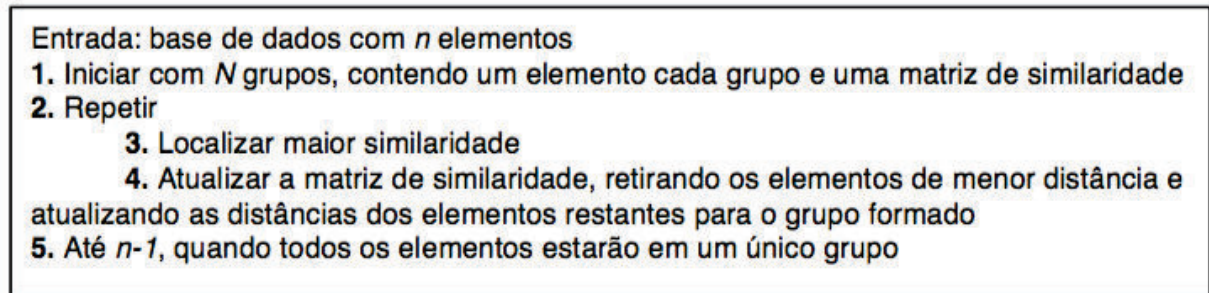 Entrada: base de dados com n elementos
1. Iniciar com N grupos, contendo um elemento cada grupo e uma matriz de similaridade
2. Repetir
3. Localizar maior similaridade
4. Atualizar a matriz de similaridade, retirando os elementos de menor distância e
atualizando as distâncias dos elementos restantes para o grupo formado
5. Até n-1, quando todos os elementos estarão em um único grupo